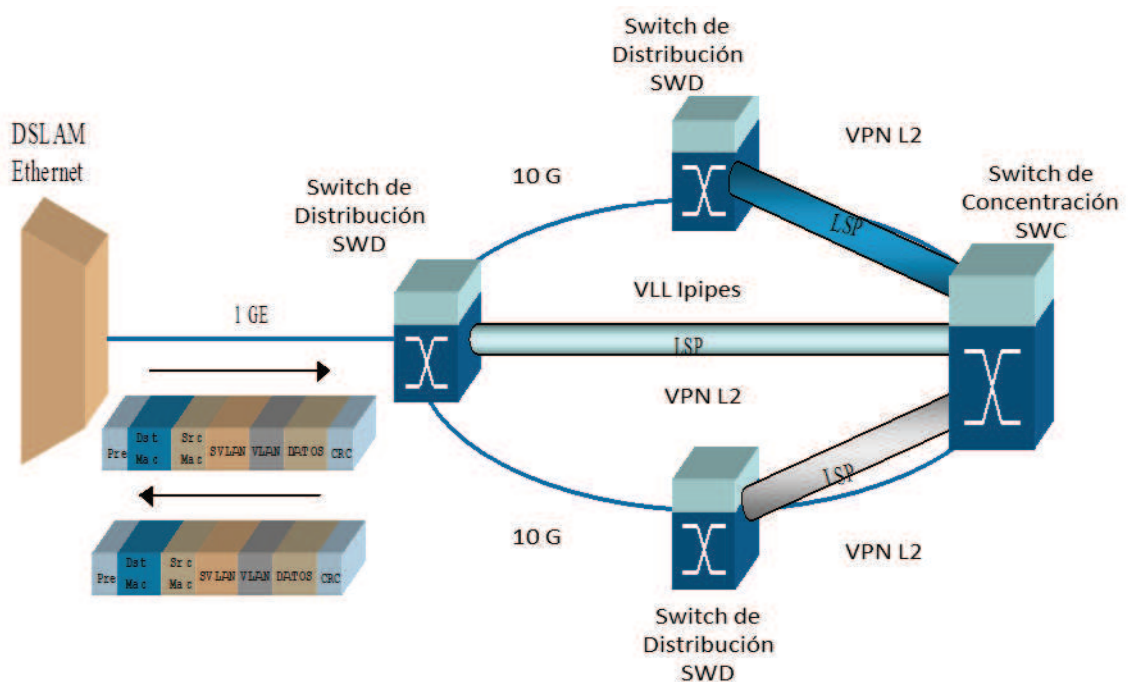 Switch de
Distribución
SWD
VPN L2
DSLAM
Ethernet
10 G
Switch de
Distribución
SWD
Switch de
Concentración
SWC
LSP
VLL Ipipes
1 GE
LSP
VPN L2
Pre
Dst
Mac
Src
Mac
SVLAN
VLAN
DATOS
CRC
LSP
10 G
VPN L2
Pre
Dst
Mac
Src
Mac
SVLAN
VLAN
DATOS
CRC
Switch de
Distribución
SWD